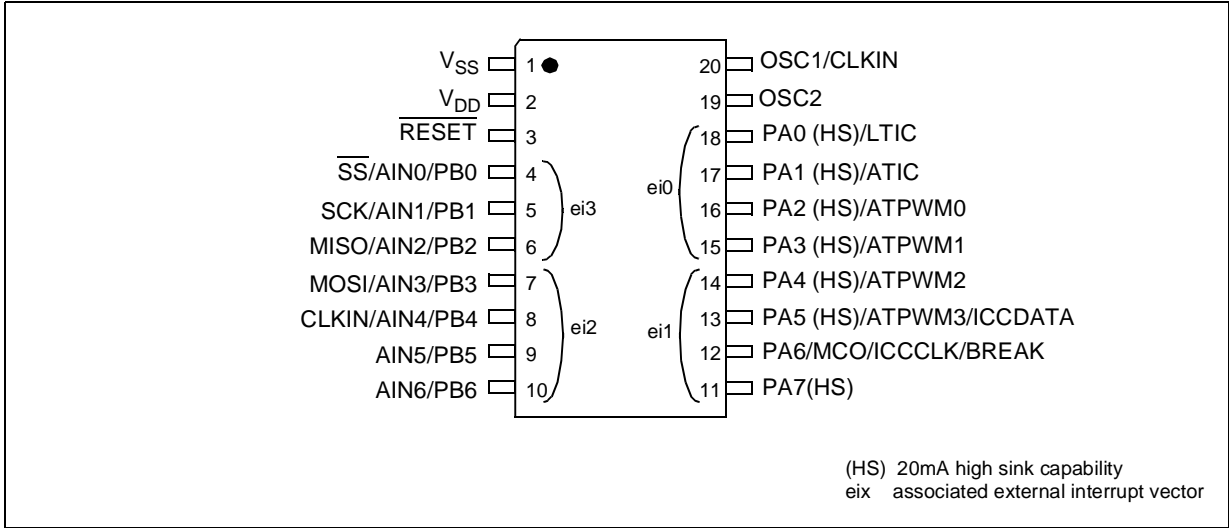 VSS 1 20 OSC1/CLKIN
VDD 2 19 OSC2
RESET 3 18 PA0 (HS)/LTIC
SS/AIN0/PB0 4 17 PA1 (HS)/ATIC
ei3 ei0
SCK/AIN1/PB1 5 16 PA2 (HS)/ATPWM0
MISO/AIN2/PB2 6 15 PA3 (HS)/ATPWM1
MOSI/AIN3/PB3 7 14 PA4 (HS)/ATPWM2
CLKIN/AIN4/PB4 8 13 PA5 (HS)/ATPWM3/ICCDATA
ei2 ei1
AIN5/PB5 9 12 PA6/MCO/ICCCLK/BREAK
AIN6/PB6 10 11 PA7(HS)
(HS) 20mA high sink capability
eix associated external interrupt vector